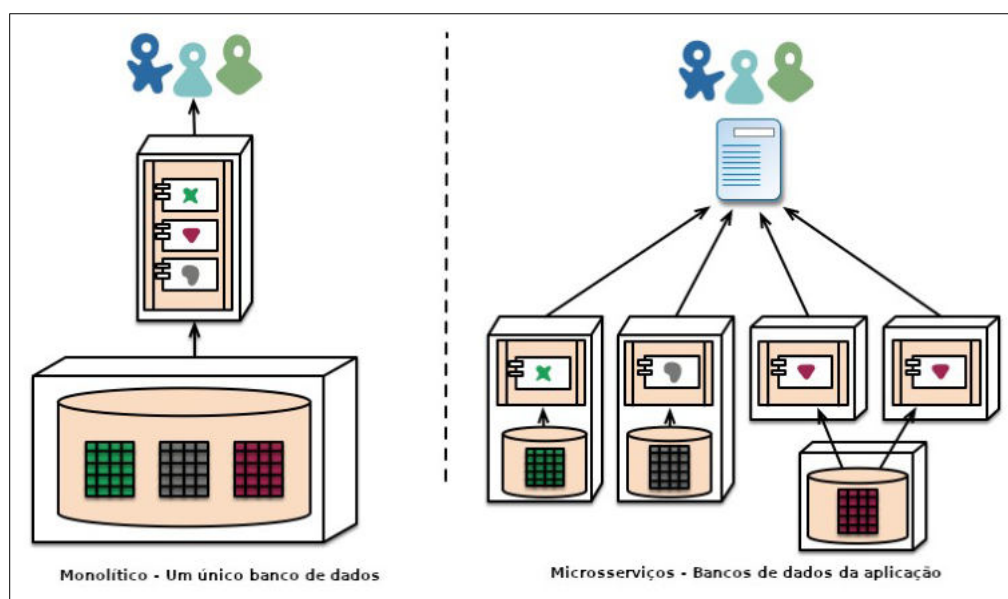 Monolítico - Um único banco de dados
Microsserviços - Bancos de dados da aplicação